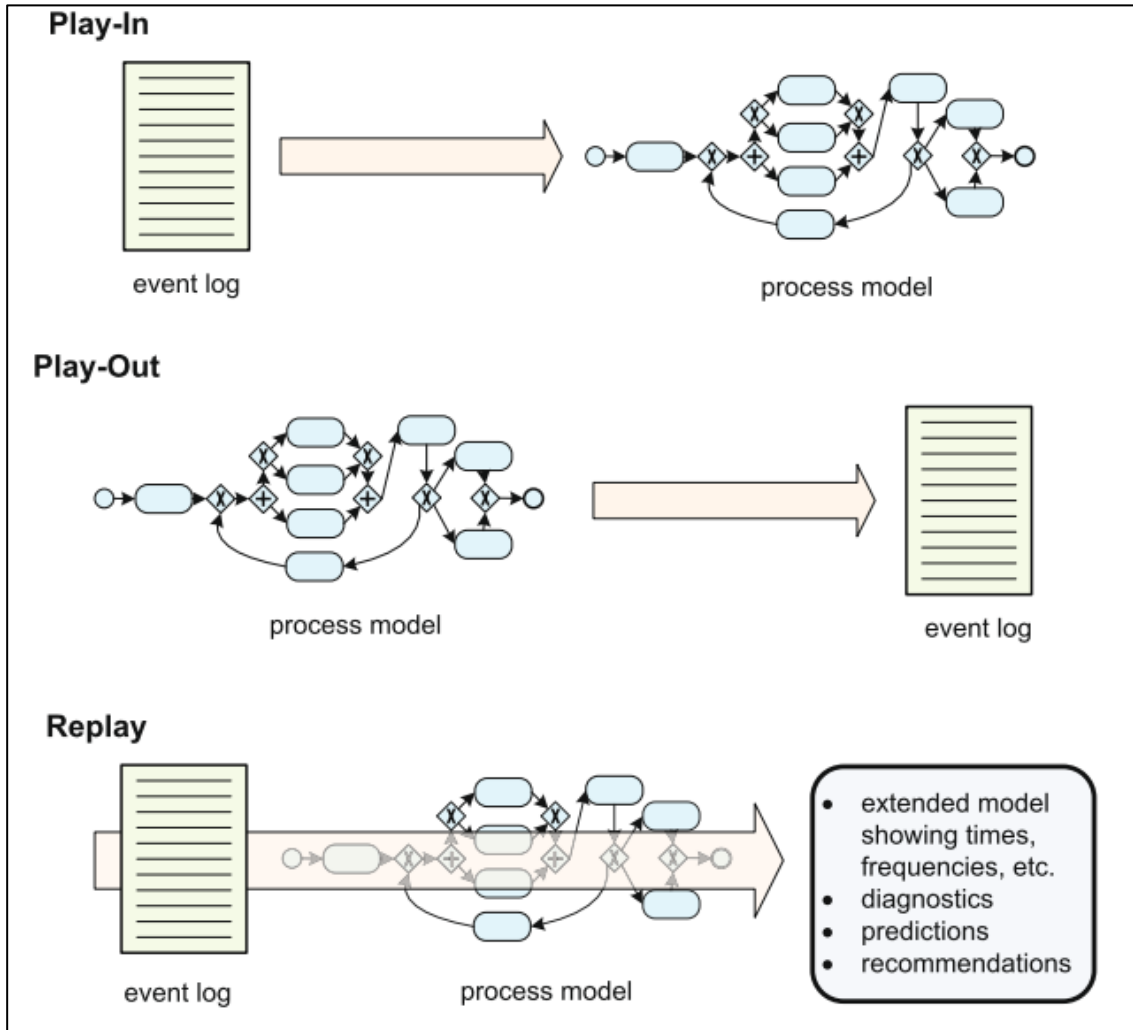 Play-In
event log
process model
Play-Out
process model
event log
Replay
• extended model
showing times,
frequencies, etc.
• diagnostics
• predictions
• recommendations
event log
process model